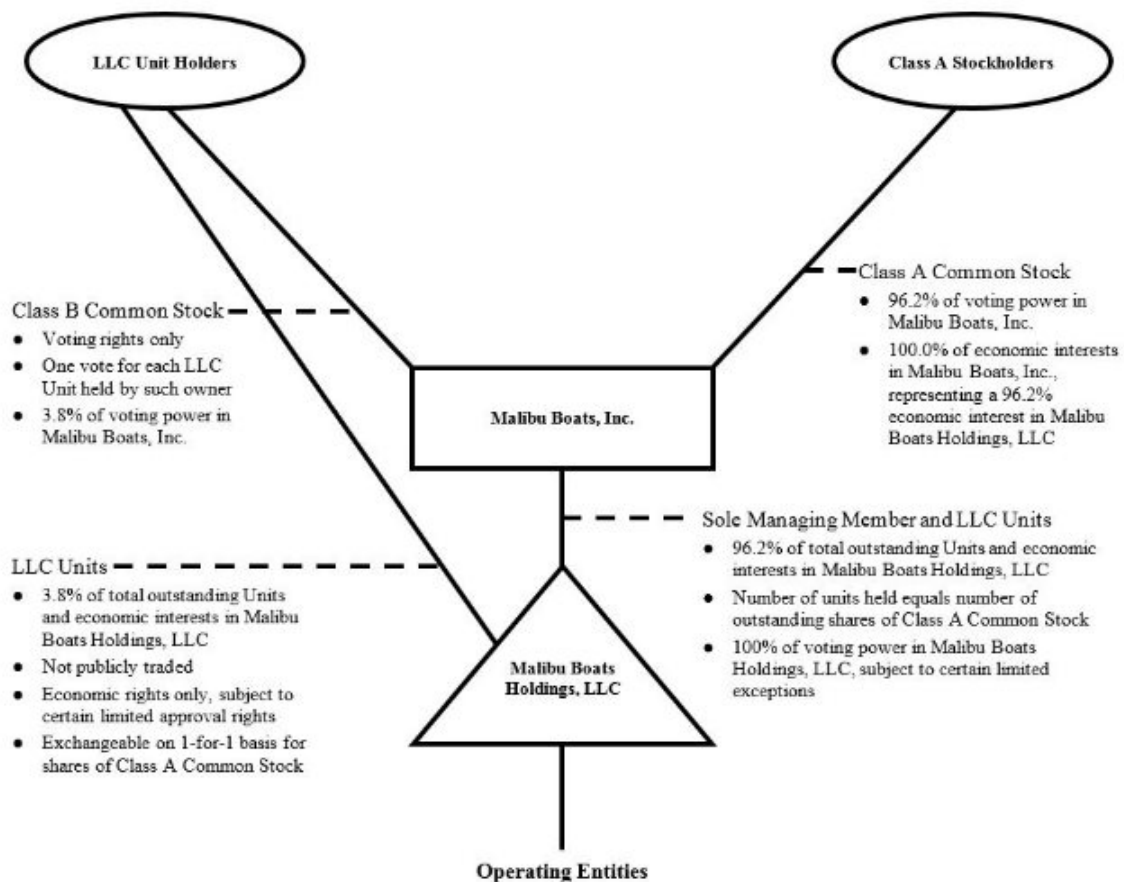 LLC Unit Holders
Class A Stockholders
Class A Common Stock
● 96.2% of voting power in
Malibu Boats, Inc.
● 100.0% of economic interests
in Malibu Boats, Inc.,
representing a 96.2%
economic interest in Malibu
Boats Holdings, LLC
Class B Common Stock
● Voting rights only
● One vote for each LLC
Unit held by such owner
● 3.8% of voting power in
Malibu Boats, Inc.
Malibu Boats, Inc.
Sole Managing Member and LLC Units
● 96.2% of total outstanding Units and economic
interests in Malibu Boats Holdings, LLC
● Number of units held equals number of
outstanding shares of Class A Common Stock
● 100% of voting power in Malibu Boats
Holdings, LLC, subject to certain limited
exceptions
LLC Units
● 3.8% of total outstanding Units
and economic interests in Malibu
Boats Holdings, LLC
● Not publicly traded
● Economic rights only, subject to
certain limited approval rights
● Exchangeable on 1-for-1 basis for
shares of Class A Common Stock
Malibu Boats
Holdings, LLC
Operating Entities